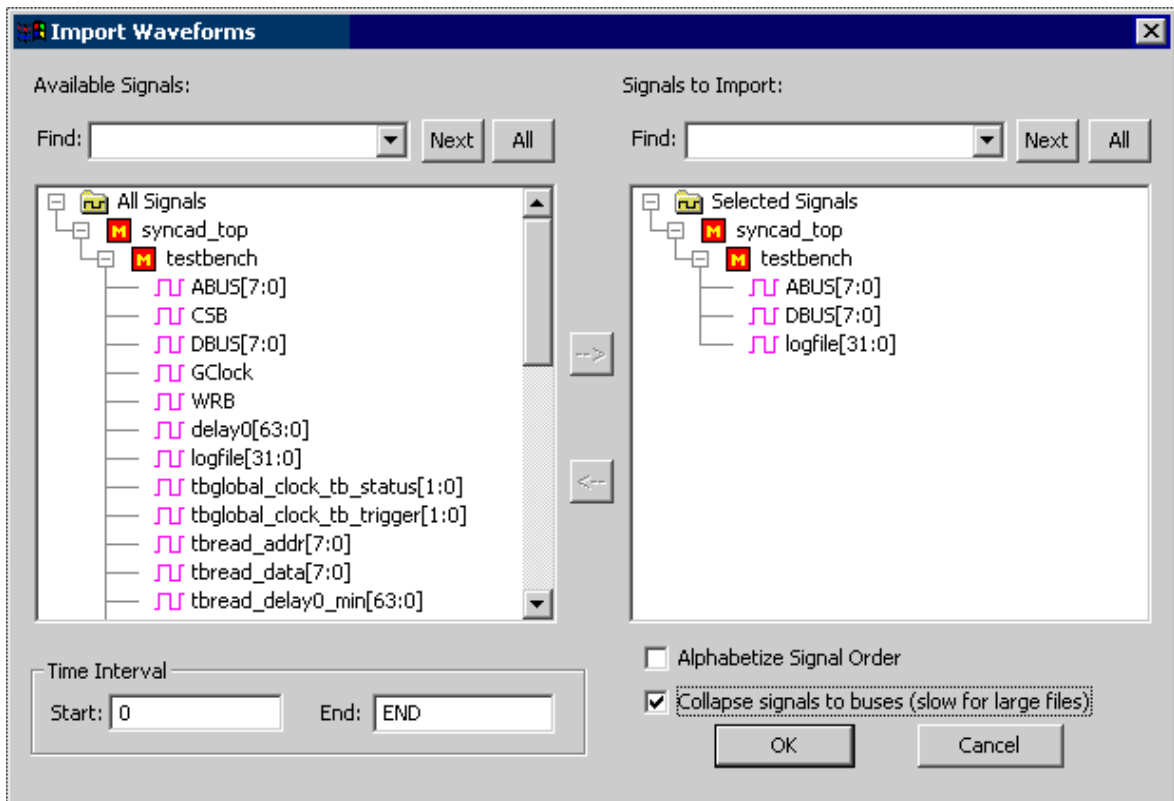 Import Waveforms
Available Signals:
Find:
Next
All
All Signals
M syncad_top
M testbench
ABUS[7:0]
CSB
DBUS[7:0]
GClock
WRB
delay0[63:0]
logfile[31:0]
tbglobal_clock_tb_status[1:0]
tbglobal_clock_tb_trigger[1:0]
tbread_addr[7:0]
tbread_data[7:0]
tbread_delay0_min[63:0]
-->
<--
Signals to Import:
Find:
Next
All
Selected Signals
M syncad_top
M testbench
ABUS[7:0]
DBUS[7:0]
logfile[31:0]
Time Interval
Start: 0
End: END
Alphabetize Signal Order
Collapse signals to buses (slow for large files)
OK
Cancel